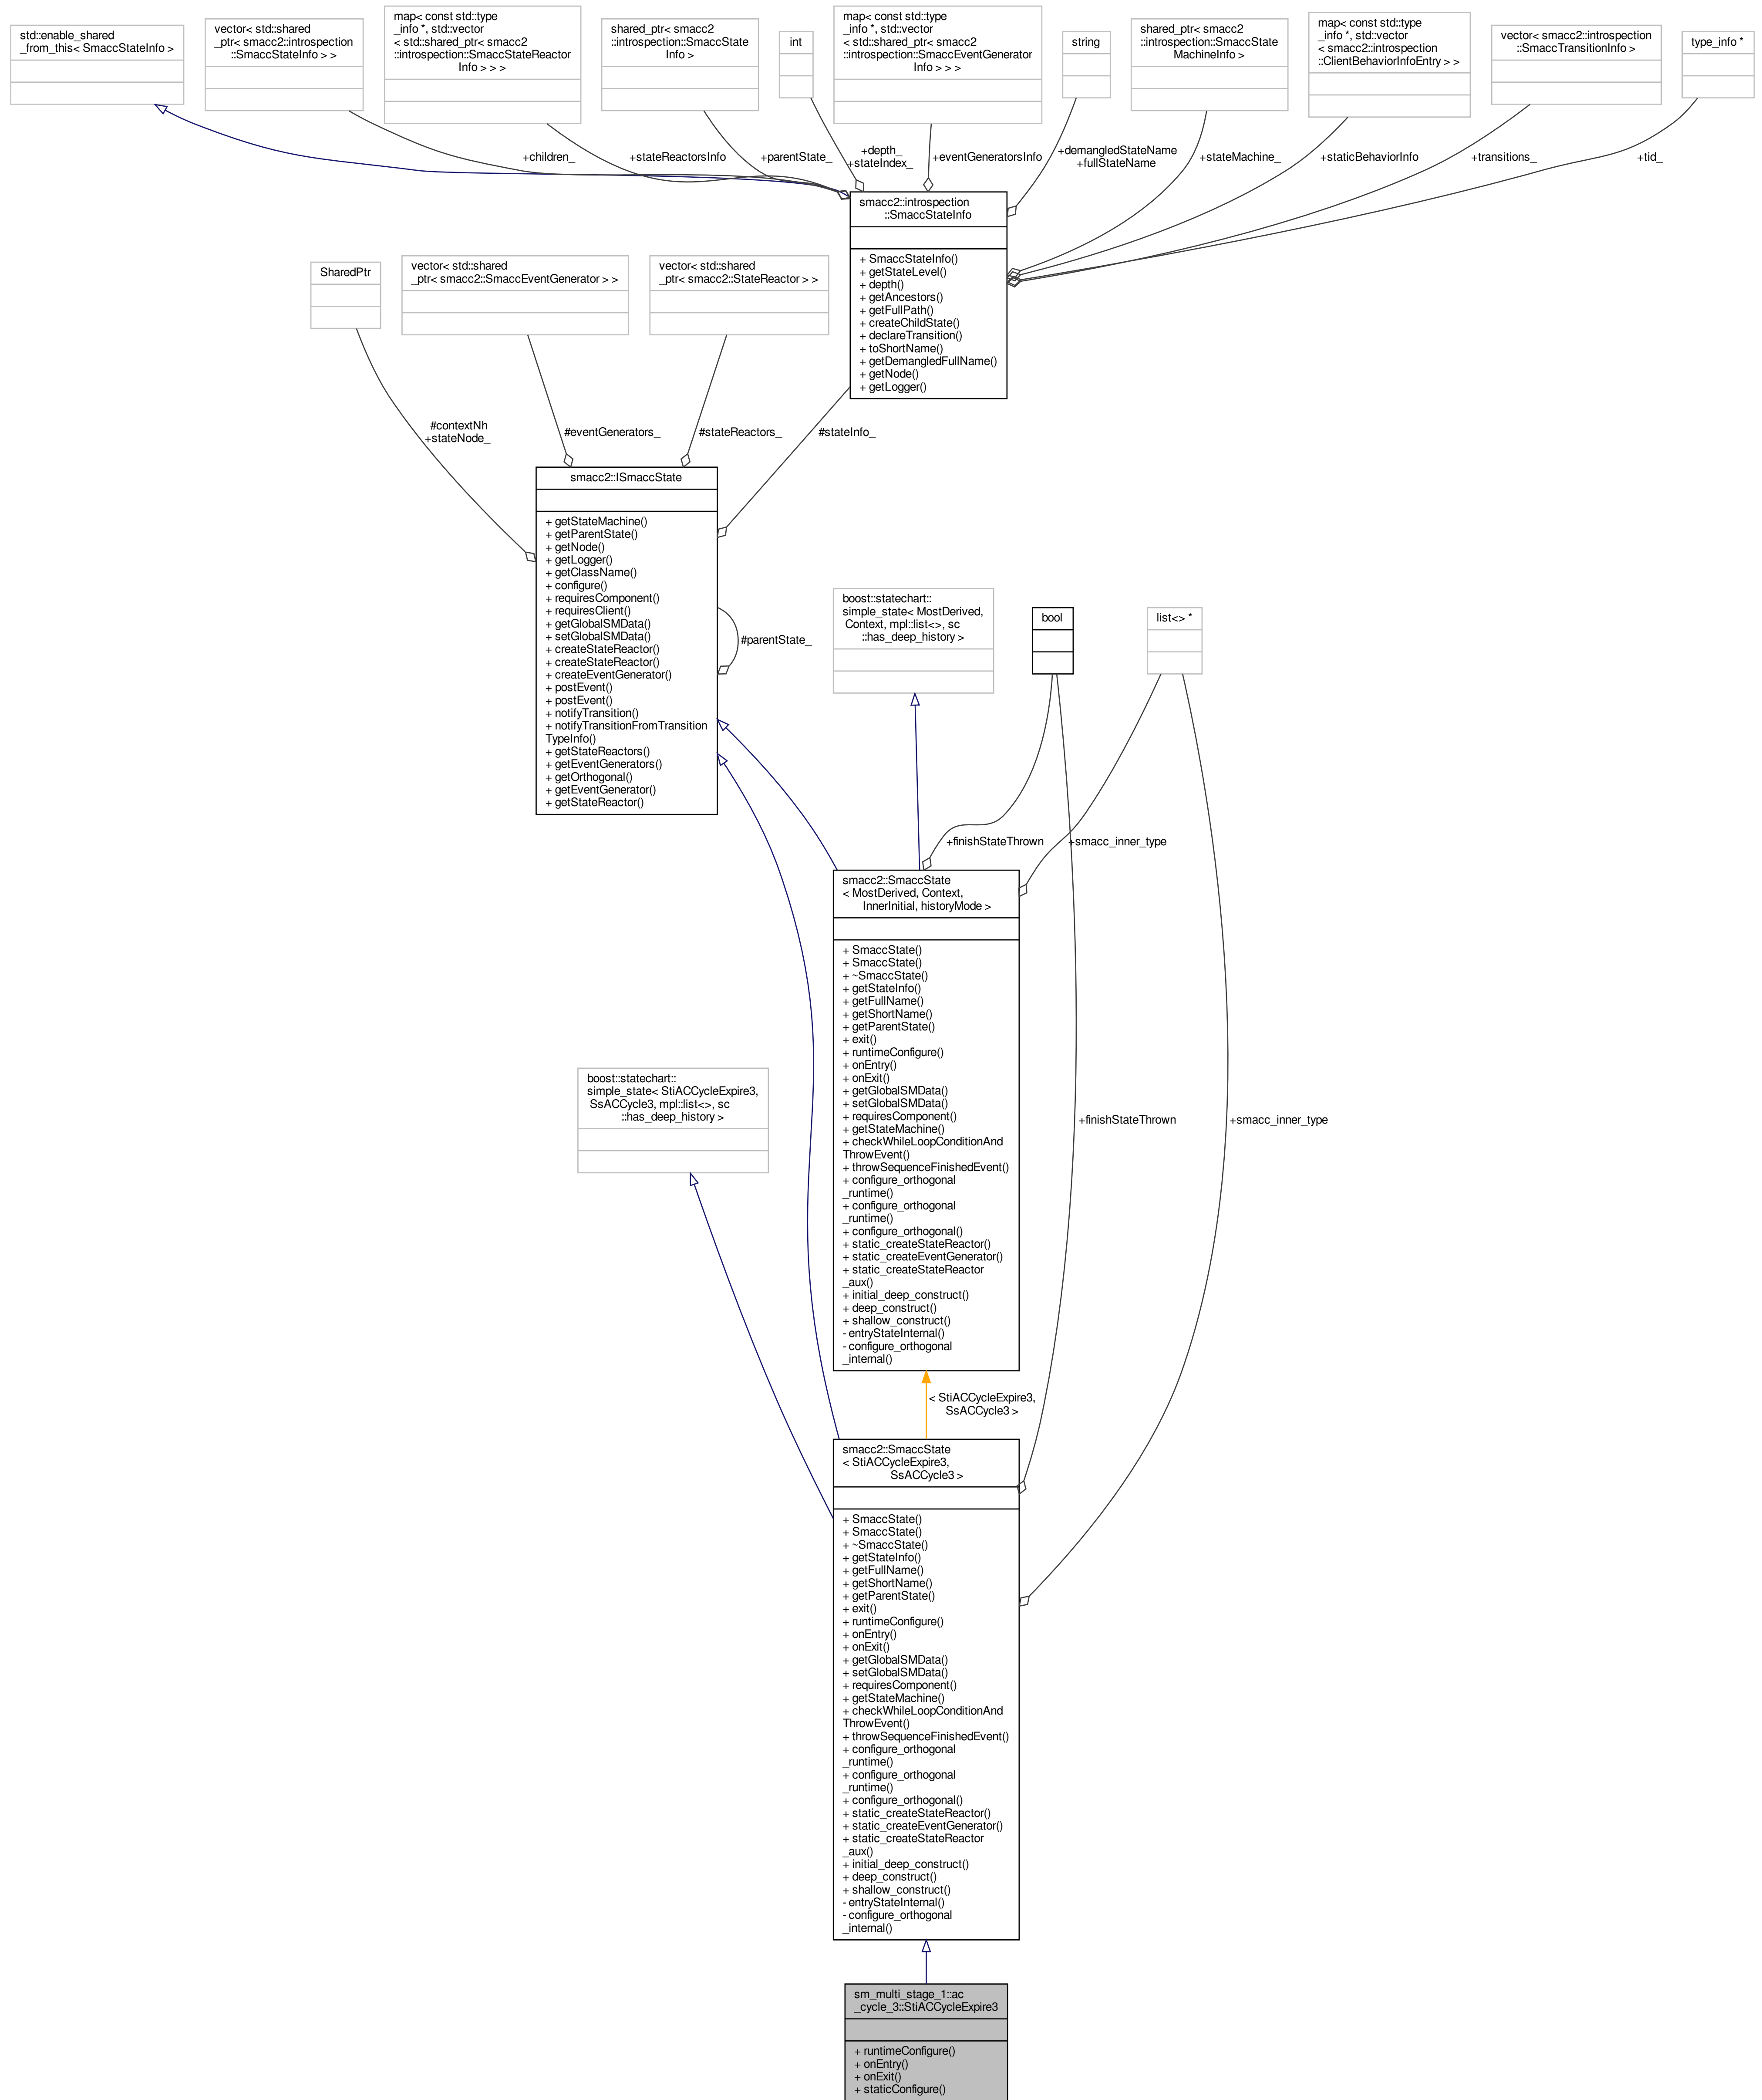 std::enable_shared
_from_this< SmaccStateInfo >
vector< std::shared
_ptr< smacc2::introspection
::SmaccStateInfo > >
map< const std::type
_info *, std::vector
< std::shared_ptr< smacc2
::introspection::SmaccStateReactor
Info > > >
shared_ptr< smacc2
::introspection::SmaccState
Info >
int
map< const std::type
_info *, std::vector
< std::shared_ptr< smacc2
::introspection::SmaccEventGenerator
Info > > >
string
shared_ptr< smacc2
::introspection::SmaccState
MachineInfo >
map< const std::type
_info *, std::vector
< smacc2::introspection
::ClientBehaviorInfoEntry > >
vector< smacc2::introspection
::SmaccTransitionInfo >
type_info *
+children_
+stateReactorsInfo
+parentState_
+depth_
+stateIndex_
+eventGeneratorsInfo
+demangledStateName
+fullStateName
+stateMachine_
+staticBehaviorInfo
+transitions_
+tid_
smacc2::introspection
::SmaccStateInfo
+ SmaccStateInfo()
+ getStateLevel()
+ depth()
+ getAncestors()
+ getFullPath()
+ createChildState()
+ declareTransition()
+ toShortName()
+ getDemangledFullName()
+ getNode()
+ getLogger()
SharedPtr
vector< std::shared
_ptr< smacc2::SmaccEventGenerator > >
vector< std::shared
_ptr< smacc2::StateReactor > >
#contextNh
+stateNode_
#eventGenerators_
#stateReactors_
#stateInfo_
smacc2::ISmaccState
+ getStateMachine()
+ getParentState()
+ getNode()
+ getLogger()
+ getClassName()
+ configure()
+ requiresComponent()
+ requiresClient()
+ getGlobalSMData()
+ setGlobalSMData()
+ createStateReactor()
+ createStateReactor()
+ createEventGenerator()
+ postEvent()
+ postEvent()
+ notifyTransition()
+ notifyTransitionFromTransition
TypeInfo()
+ getStateReactors()
+ getEventGenerators()
+ getOrthogonal()
+ getEventGenerator()
+ getStateReactor()
#parentState_
boost::statechart::
simple_state< MostDerived,
Context, mpl::list<>, sc
::has_deep_history >
bool
list<> *
+finishStateThrown
+smacc_inner_type
smacc2::SmaccState
< MostDerived, Context,
InnerInitial, historyMode >
+ SmaccState()
+ SmaccState()
+ ~SmaccState()
+ getStateInfo()
+ getFullName()
+ getShortName()
+ getParentState()
+ exit()
+ runtimeConfigure()
+ onEntry()
+ onExit()
+ getGlobalSMData()
+ setGlobalSMData()
+ requiresComponent()
+ getStateMachine()
+ checkWhileLoopConditionAnd
ThrowEvent()
+ throwSequenceFinishedEvent()
+ configure_orthogonal
_runtime()
+ configure_orthogonal
_runtime()
+ configure_orthogonal()
+ static_createStateReactor()
+ static_createEventGenerator()
+ static_createStateReactor
_aux()
+ initial_deep_construct()
+ deep_construct()
+ shallow_construct()
- entryStateInternal()
- configure_orthogonal
_internal()
boost::statechart::
simple_state< StiACCycleExpire3,
SsACCycle3, mpl::list<>, sc
::has_deep_history >
+finishStateThrown
+smacc_inner_type
< StiACCycleExpire3,
SsACCycle3 >
smacc2::SmaccState
< StiACCycleExpire3,
SsACCycle3 >
+ SmaccState()
+ SmaccState()
+ ~SmaccState()
+ getStateInfo()
+ getFullName()
+ getShortName()
+ getParentState()
+ exit()
+ runtimeConfigure()
+ onEntry()
+ onExit()
+ getGlobalSMData()
+ setGlobalSMData()
+ requiresComponent()
+ getStateMachine()
+ checkWhileLoopConditionAnd
ThrowEvent()
+ throwSequenceFinishedEvent()
+ configure_orthogonal
_runtime()
+ configure_orthogonal
_runtime()
+ configure_orthogonal()
+ static_createStateReactor()
+ static_createEventGenerator()
+ static_createStateReactor
_aux()
+ initial_deep_construct()
+ deep_construct()
+ shallow_construct()
- entryStateInternal()
- configure_orthogonal
_internal()
sm_multi_stage_1::ac
_cycle_3::StiACCycleExpire3
+ runtimeConfigure()
+ onEntry()
+ onExit()
+ staticConfigure()